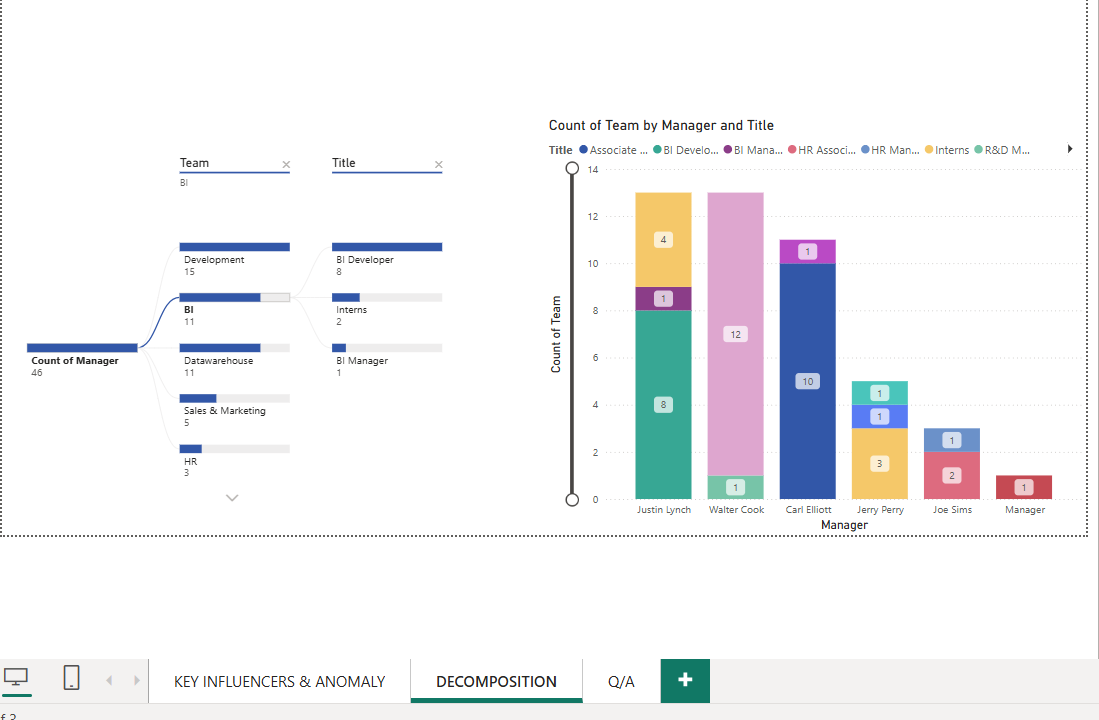 Team
Title
BI
Development
15
BI
11
Datawarehouse
11
Sales & Marketing
5
HR
3
BI Developer
8
Interns
2
BI Manager
1
Count of Manager
46
Count of Team by Manager and Title
Title Associate ... BI Develo... BI Mana... HR Associ... HR Man... Interns R&D M...
Count of Team
14
12
10
8
6
4
2
0
4
1
8
12
1
1
10
1
1
3
1
2
1
Justin Lynch Walter Cook Carl Elliott Jerry Perry Joe Sims Manager
Manager
KEY INFLUENCERS & ANOMALY DECOMPOSITION Q/A